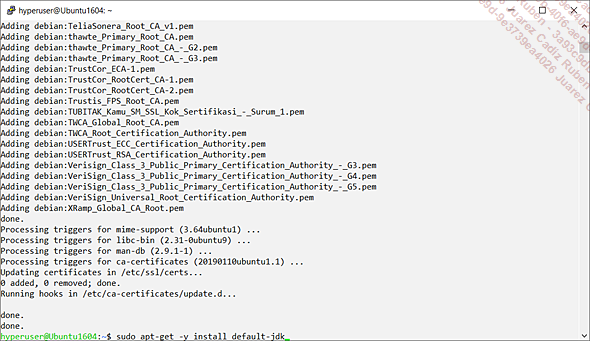 hyperuser@Ubuntu1604: ~
Adding debian:TeliaSonera_Root_CA_v1.pem
Adding debian:thawte_Primary_Root_CA.pem
Adding debian:thawte_Primary_Root_CA_-_G2.pem
Adding debian:thawte_Primary_Root_CA_-_G3.pem
Adding debian:TrustCor_ECA-1.pem
Adding debian:TrustCor_RootCert_CA-1.pem
Adding debian:TrustCor_RootCert_CA-2.pem
Adding debian:Trustis_FPS_Root_CA.pem
Adding debian:TUBITAK_Kamu_SM_SSL_Kok_Sertifikasi_-_Surum_1.pem
Adding debian:TWCA_Global_Root_CA.pem
Adding debian:TWCA_Root_Certification_Authority.pem
Adding debian:USERTrust_ECC_Certification_Authority.pem
Adding debian:USERTrust_RSA_Certification_Authority.pem
Adding debian:Verisign_Class_3_Public_Primary_Certification_Authority_-_G3.pem
Adding debian:VeriSign_Class_3_Public_Primary_Certification_Authority_-_G4.pem
Adding debian:VeriSign_Class_3_Public_Primary_Certification_Authority_-_G5.pem
Adding debian:VeriSign_Universal_Root_Certification_Authority.pem
Adding debian:XRamp_Global_CA_Root.pem
done.
Processing triggers for mime-support (3.64ubuntu1) ...
Processing triggers for libc-bin (2.31-0ubuntu9) ...
Processing triggers for man-db (2.9.1-1) ...
Processing triggers for ca-certificates (20190110ubuntu1.1) ...
Updating certificates in /etc/ssl/certs...
0 added, 0 removed; done.
Running hooks in /etc/ca-certificates/update.d...
done.
done.
hyperuser@Ubuntu1604:~$ sudo apt-get -y install default-jdk